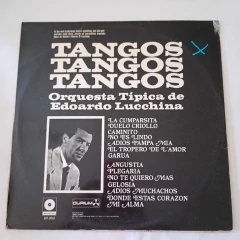 TANGOS
TANGOS
TANGOS
Orquesta Tipica de
Edoardo Lucchina
LA CUMPARSITA
DUELO CRIOLLO
CAMINITO
NO ES LINDO
ADIOS PAMPA MIA
EL TROPERO DE L'AMOR
GARUA
ANGUSTIA
PLEGARIA
NO TE QUIERO MAS
GELOSIA
ADIOS MUCHACHOS
DONDE ESTAS CORAZON
MI ALMA
DURIUM